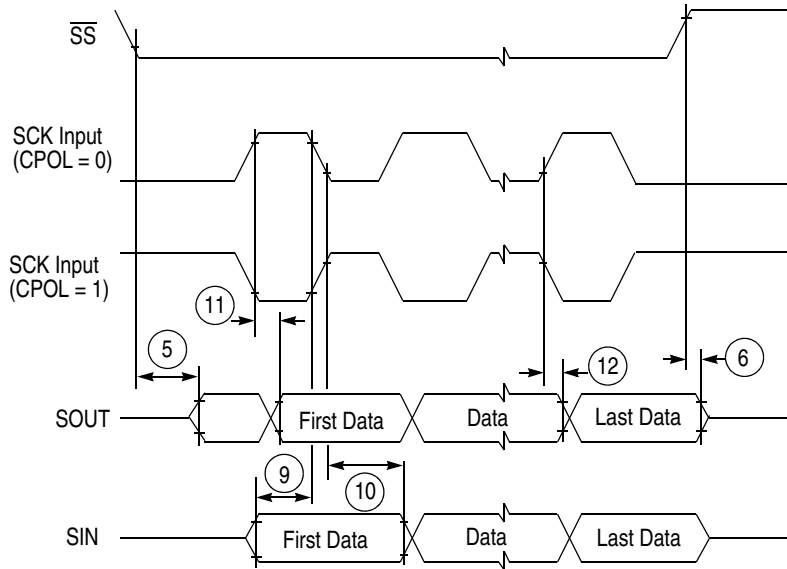 SS
SCK Input
(CPOL = 0)
SCK Input
(CPOL = 1)
11
5
12
6
SOUT
First Data
Data
Last Data
9
10
SIN
First Data
Data
Last Data